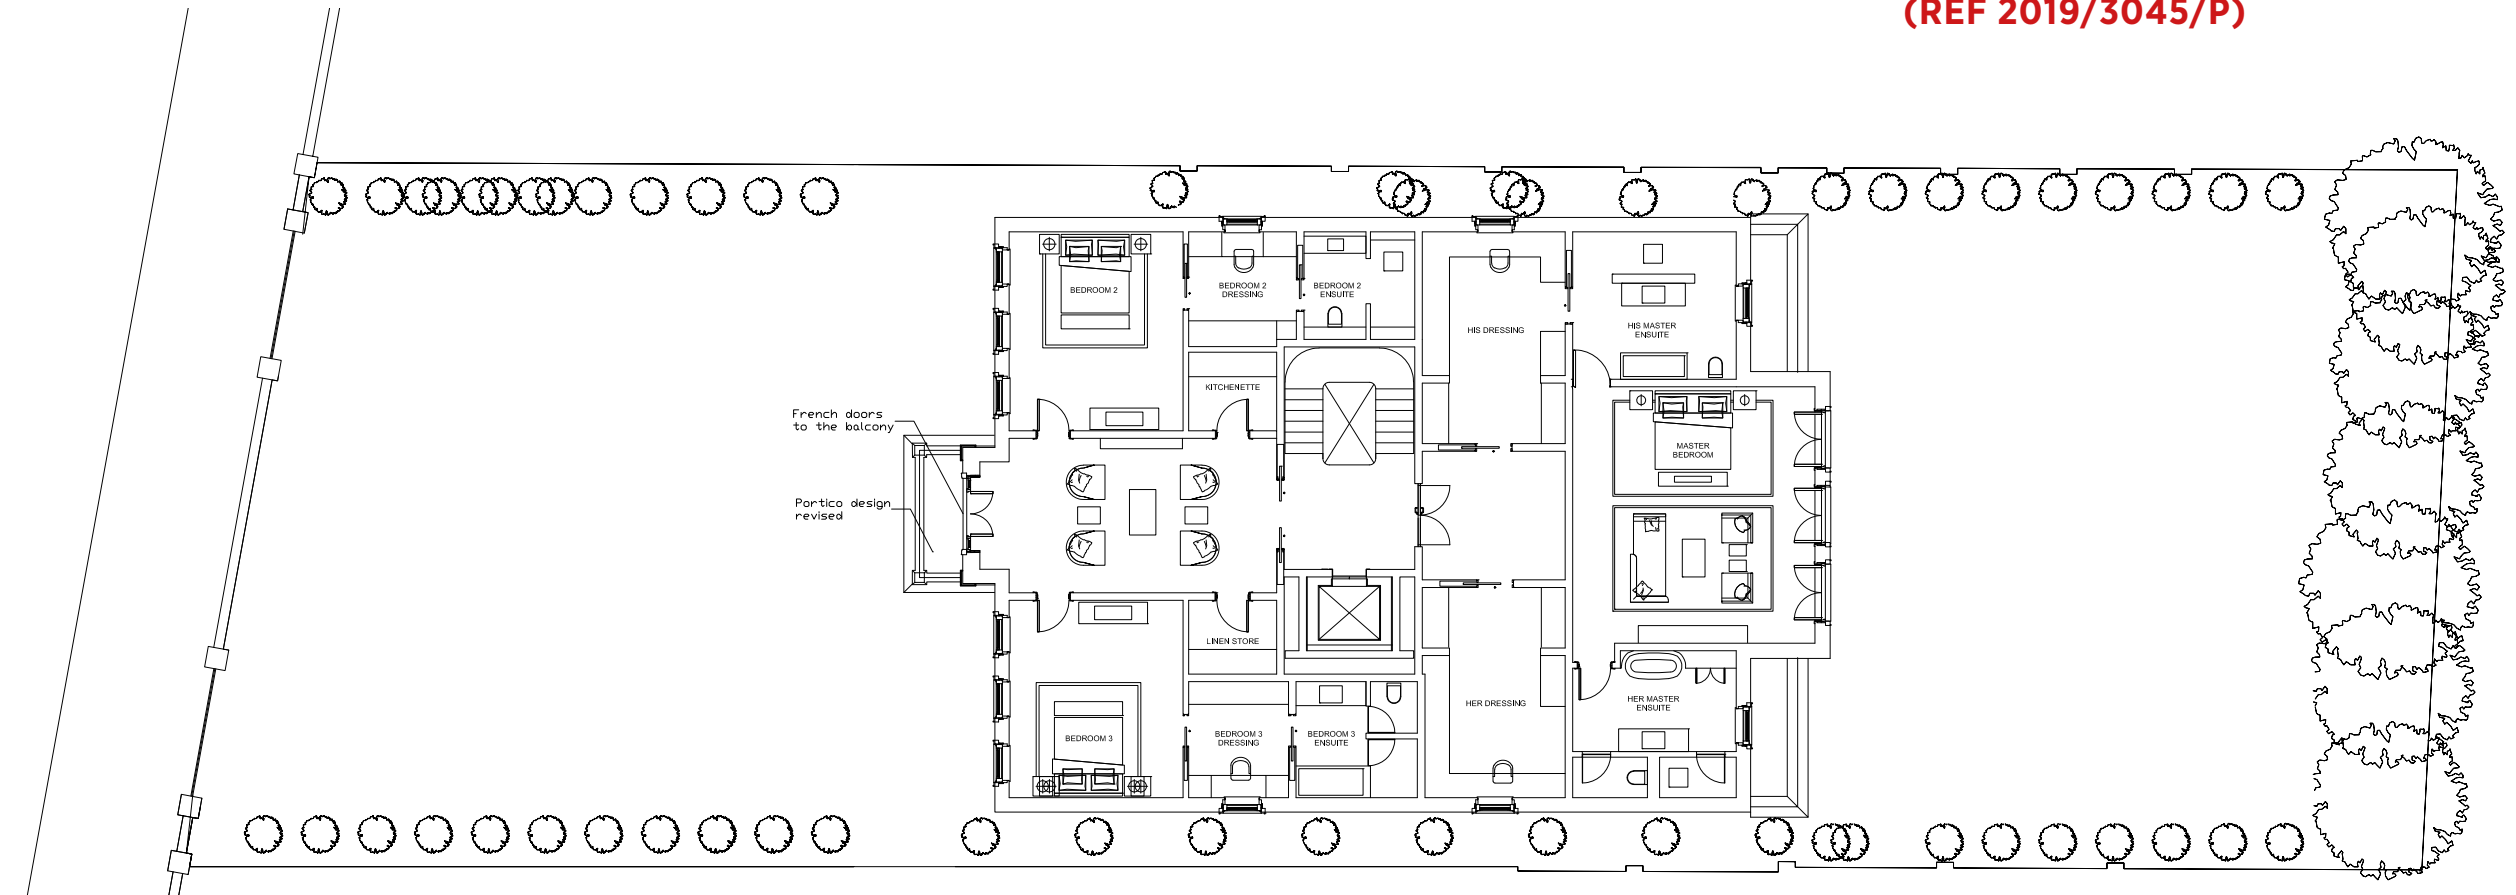 (REF 2019/3045/P)
BEDROOM 2
BEDROOM 2
DRESSING
BEDROOM 2
ENSUITE
HIS DRESSING
HIS MASTER
ENSUITE
KITCHENETTE
French doors
to the balcony
MASTER
BEDROOM
Portico design
revised
LINEN STORE
BEDROOM 3
BEDROOM 3
DRESSING
BEDROOM 3
ENSUITE
HER DRESSING
HER MASTER
ENSUITE